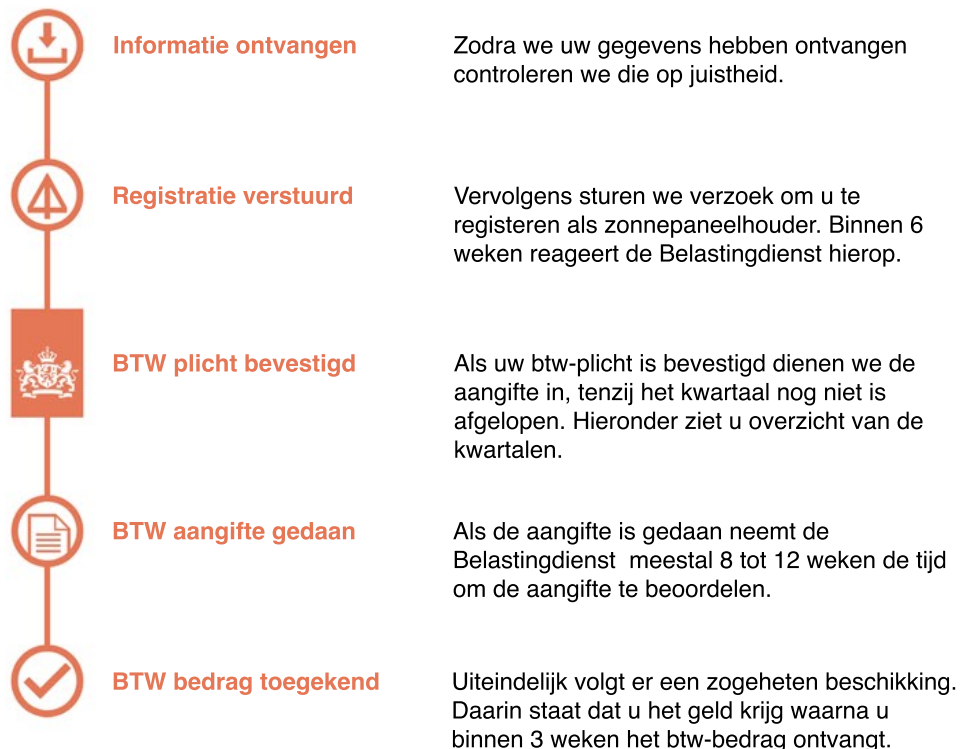 Informatie ontvangen
Zodra we uw gegevens hebben ontvangen
controleren we die op juistheid.
Registratie verstuurd
Vervolgens sturen we verzoek om u te
registeren als zonnepaneelhouder. Binnen 6
weken reageert de Belastingdienst hierop.
BTW plicht bevestigd
Als uw btw-plicht is bevestigd dienen we de
aangifte in, tenzij het kwartaal nog niet is
afgelopen. Hieronder ziet u overzicht van de
kwartalen.
BTW aangifte gedaan
Als de aangifte is gedaan neemt de
Belastingdienst  meestal 8 tot 12 weken de tijd
om de aangifte te beoordelen.
BTW bedrag toegekend
Uiteindelijk volgt er een zogeheten beschikking.
Daarin staat dat u het geld krijg waarna u
binnen 3 weken het btw-bedrag ontvangt.